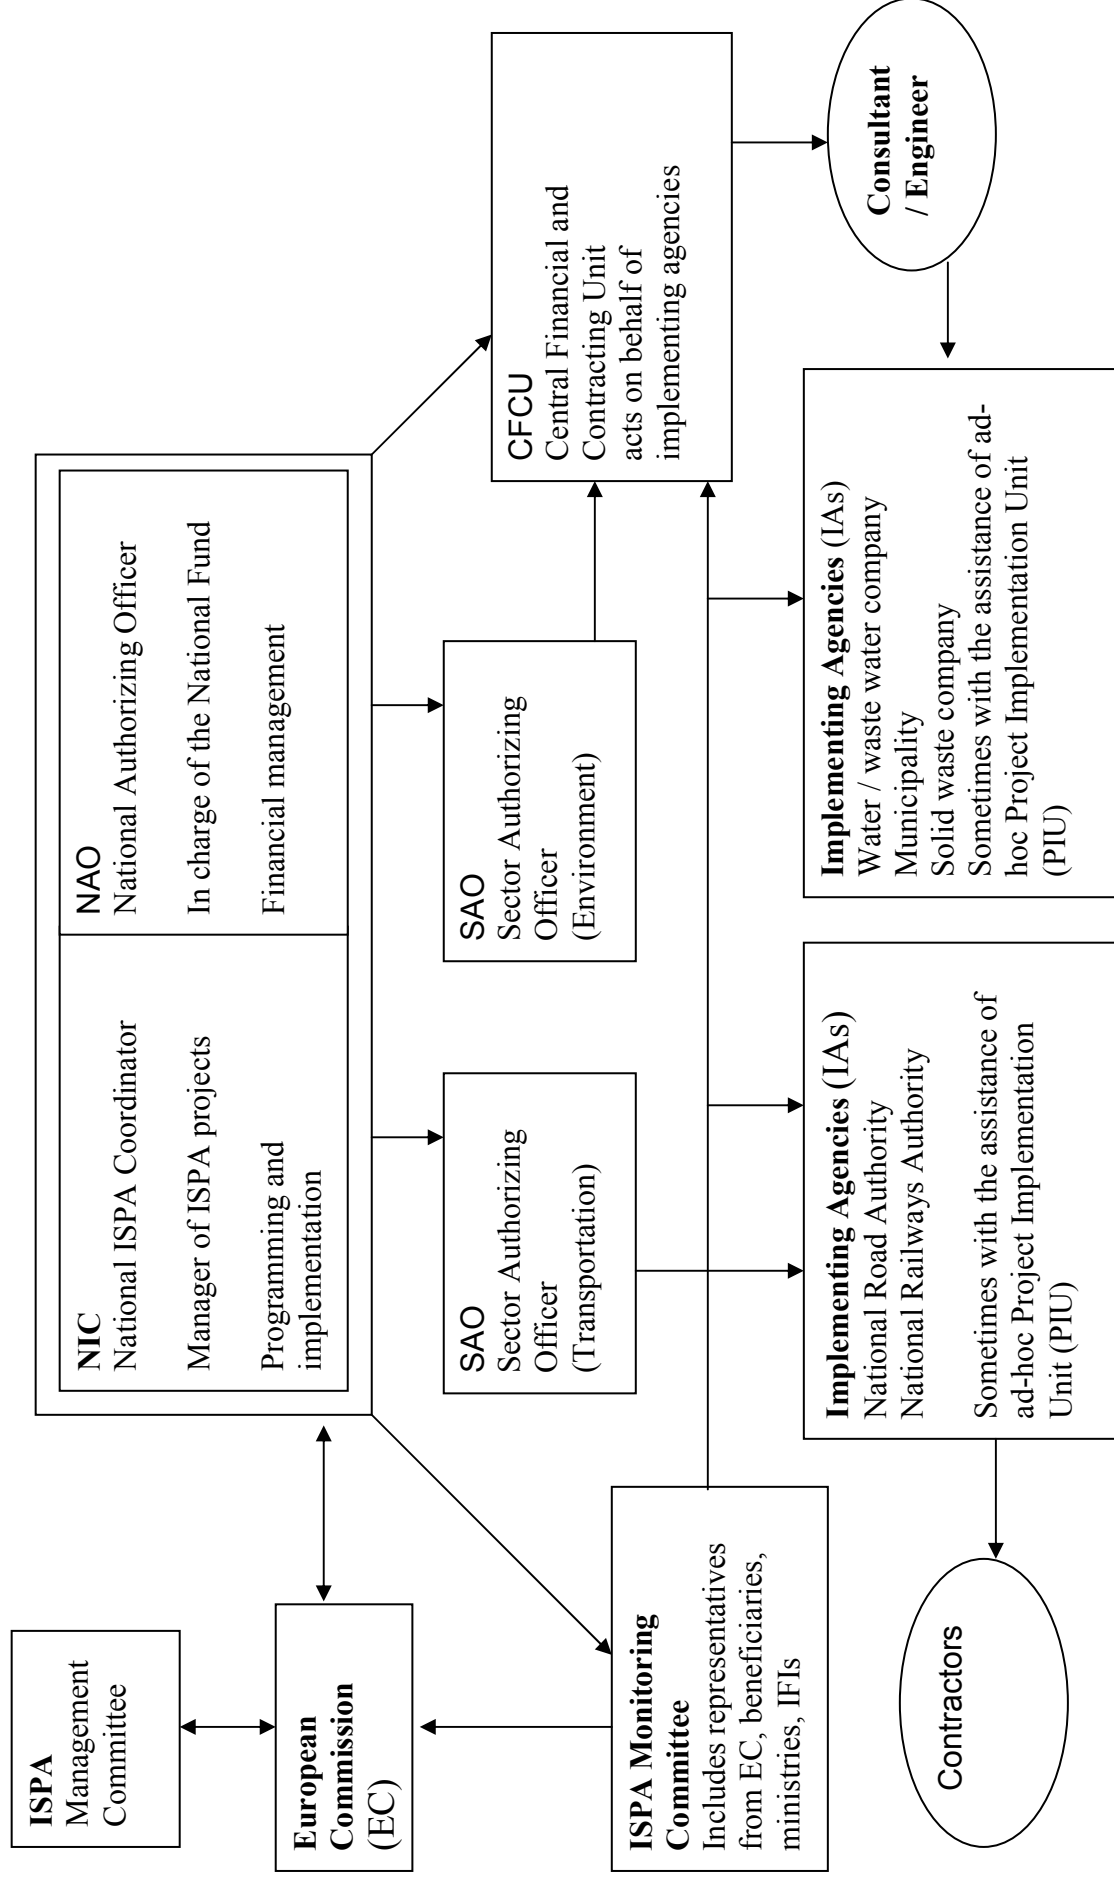 ISPA
Management
Committee
European
Commission
(EC)
NIC
National ISPA Coordinator
Manager of ISPA projects
Programming and
implementation
NAO
National Authorizing Officer
In charge of the National Fund
Financial management
SAO
Sector Authorizing
Officer
(Transportation)
SAO
Sector Authorizing
Officer
(Environment)
CFCU
Central Financial and
Contracting Unit
acts on behalf of
implementing agencies
ISPA Monitoring
Committee
Includes representatives
from EC, beneficiaries,
ministries, IFIs
Implementing Agencies (IAs)
National Road Authority
National Railways Authority
Sometimes with the assistance of
ad-hoc Project Implementation
Unit (PIU)
Implementing Agencies (IAs)
Water / waste water company
Municipality
Solid waste company
Sometimes with the assistance of ad-
hoc Project Implementation Unit
(PIU)
Consultant
/ Engineer
Contractors